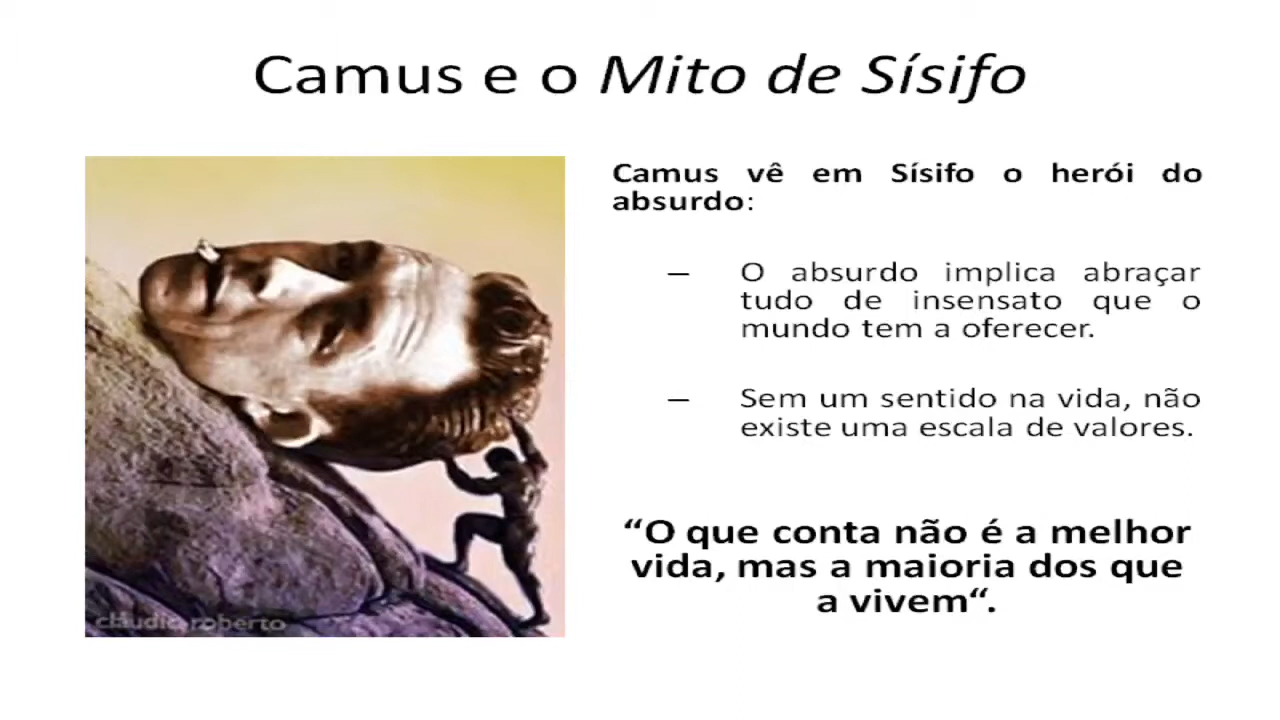 Camus e o Mito de Sísifo
Camus vê em Sísifo o herói do
absurdo:
– O absurdo implica abraçar
tudo de insensato que o
mundo tem a oferecer.
– Sem um sentido na vida, não
existe uma escala de valores.
“O que conta não é a melhor
vida, mas a maioria dos que
a vivem“.
claudio roberto